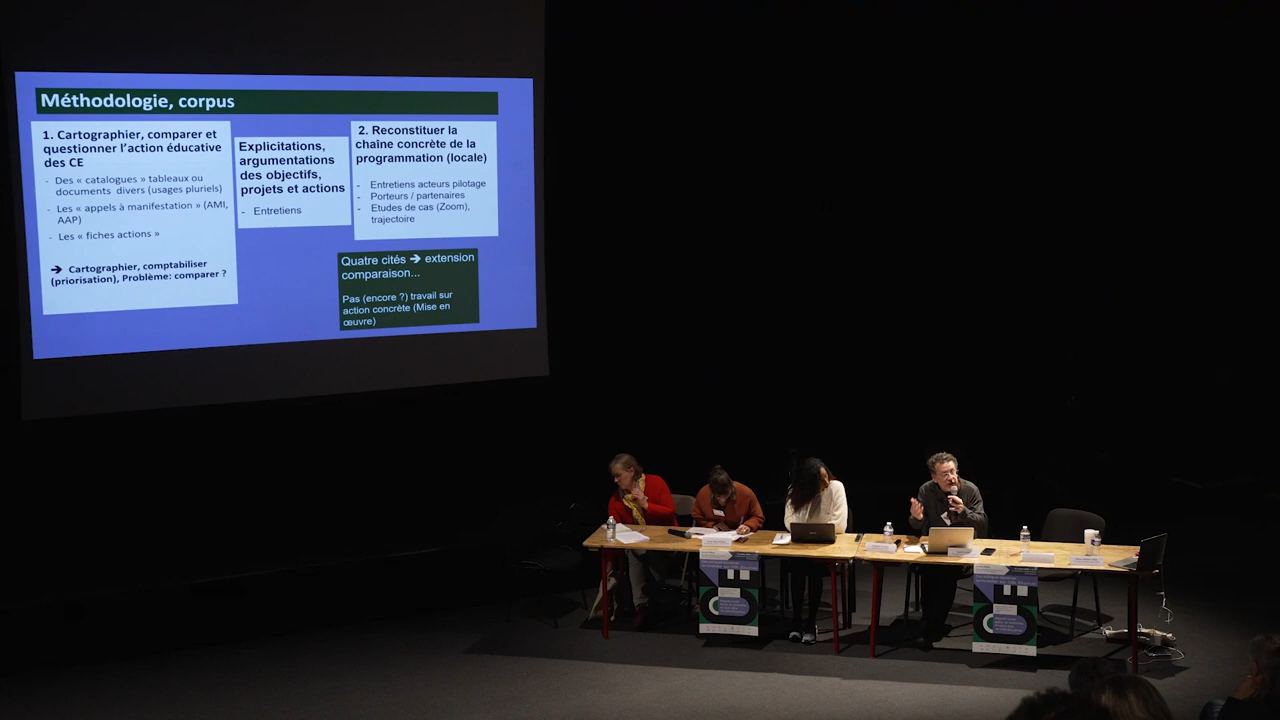 Méthodologie, corpus
1. Cartographier, comparer et
questionner l'action éducative
des CE
- Des « catalogues » tableaux ou
documents divers (usages pluriels)
- Les « appels à manifestation » (AMI,
AAP)
- Les « fiches actions »
➔ Cartographier, comptabiliser
(priorisation), Problème: comparer ?
Explicitations,
argumentations
des objectifs,
projets et actions
- Entretiens
2. Reconstituer la
chaîne concrète de la
programmation (locale)
- Entretiens acteurs pilotage
- Porteurs / partenaires
- Etudes de cas (Zoom),
trajectoire
Quatre cités ➔ extension
comparaison...
Pas (encore ?) travail sur
action concrète (Mise en
œuvre)